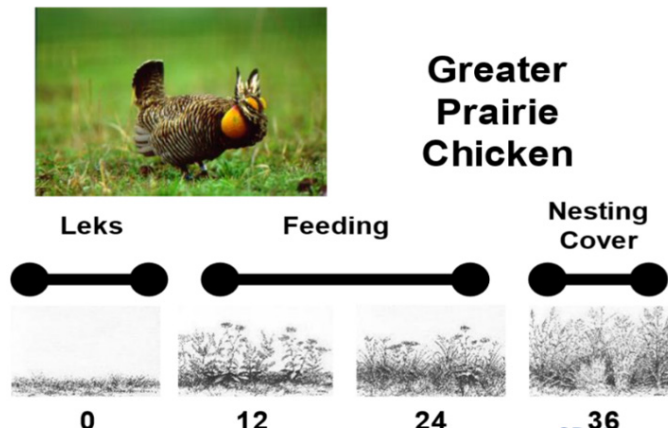 Greater
Prairie
Chicken
Leks
Feeding
Nesting
Cover
0
12
24
36